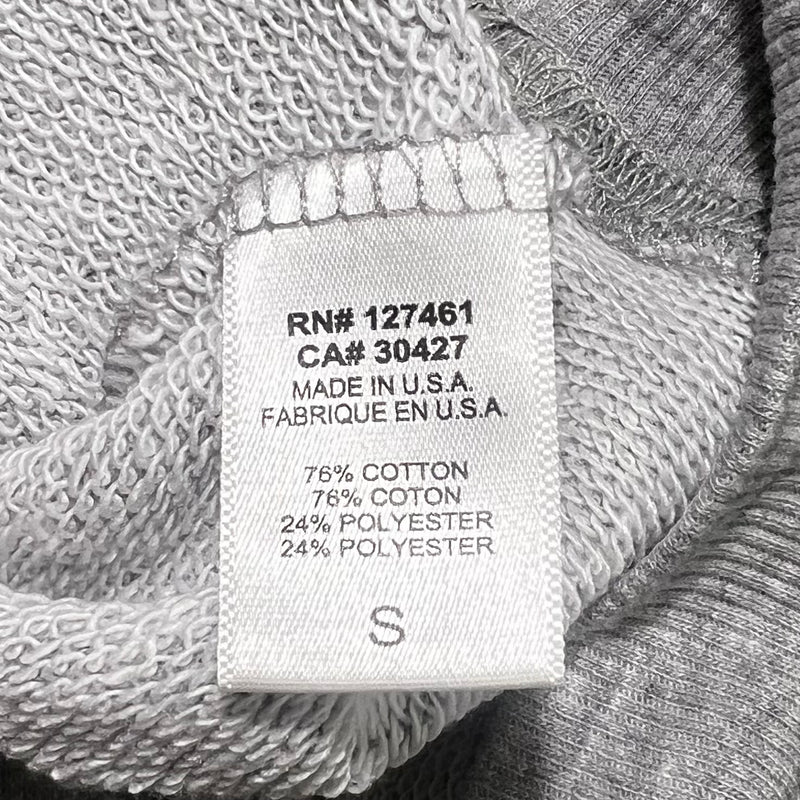 RN# 127461
CA# 30427
MADE IN U.S.A.
FABRIQUE EN U.S.A.
76% COTTON
76% COTON
24% POLYESTER
24% POLYESTER
S